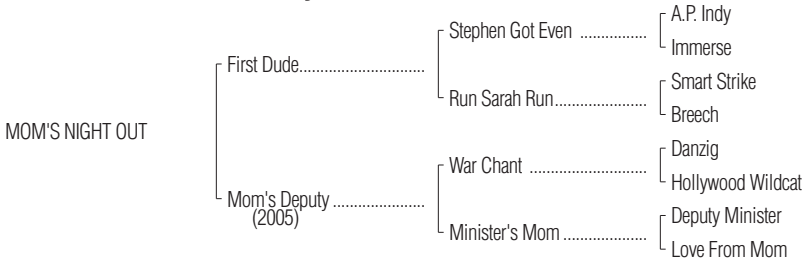 A.P. Indy
Stephen Got Even ................
Immerse
First Dude..............................
Smart Strike
Run Sarah Run......................
Breech
MOM'S NIGHT OUT
Danzig
War Chant ............................
Hollywood Wildcat
Mom's Deputy ......................
(2005)
Deputy Minister
Minister's Mom ....................
Love From Mom